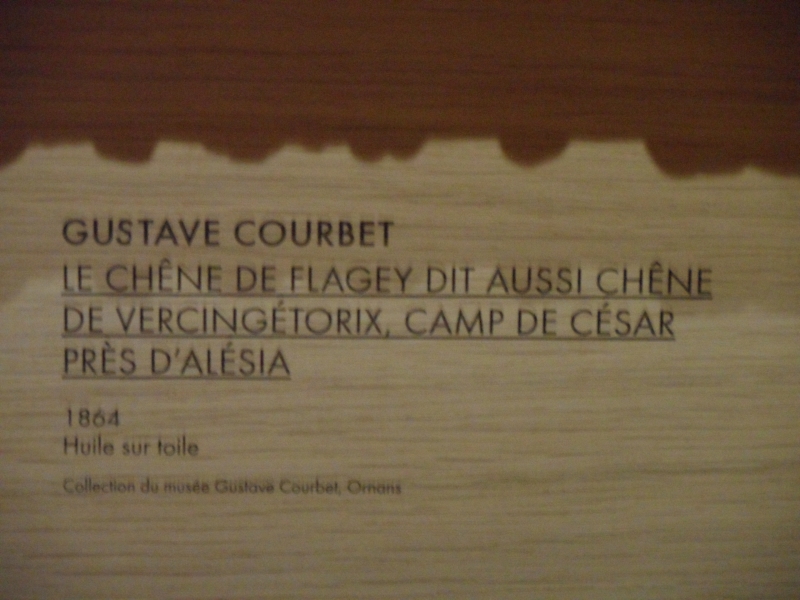 GUSTAVE COURBET
LE CHÊNE DE FLAGEY DIT AUSSI CHÊNE
DE VERCINGÉTORIX, CAMP DE CÉSAR
PRÈS D'ALÉSIA
1864
Huile sur toile
Collection du musée Gustave Courbet, Ornans